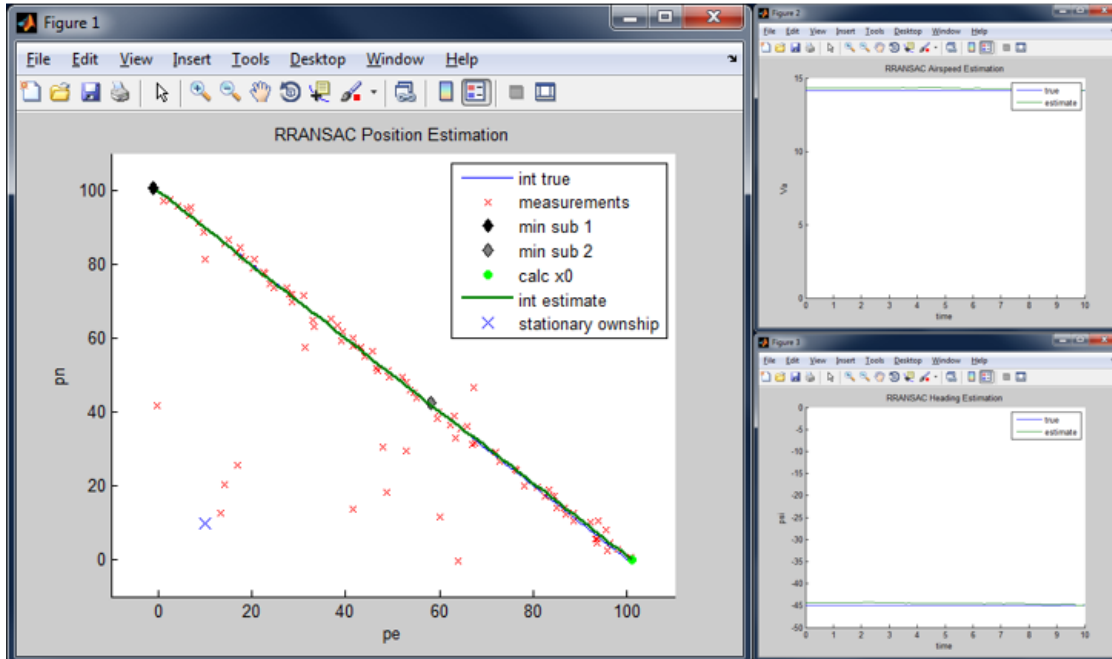 Figure 1
File Edit View Insert Tools Desktop Window Help
RRANSAC Position Estimation
int true
measurements
min sub 1
min sub 2
calc x0
int estimate
stationary ownship
100
80
60
40
20
0
pn
0 20 40 60 80 100
pe
Figure 2
File Edit View Insert Tools Desktop Window Help
RRANSAC Airspeed Estimation
true
estimate
15
10
5
0
Va
0 1 2 3 4 5 6 7 8 9 10
time
Figure 3
File Edit View Insert Tools Desktop Window Help
RRANSAC Heading Estimation
true
estimate
0
-5
-10
-15
-20
-25
-30
-35
-40
-45
-50
psi
0 1 2 3 4 5 6 7 8 9 10
time